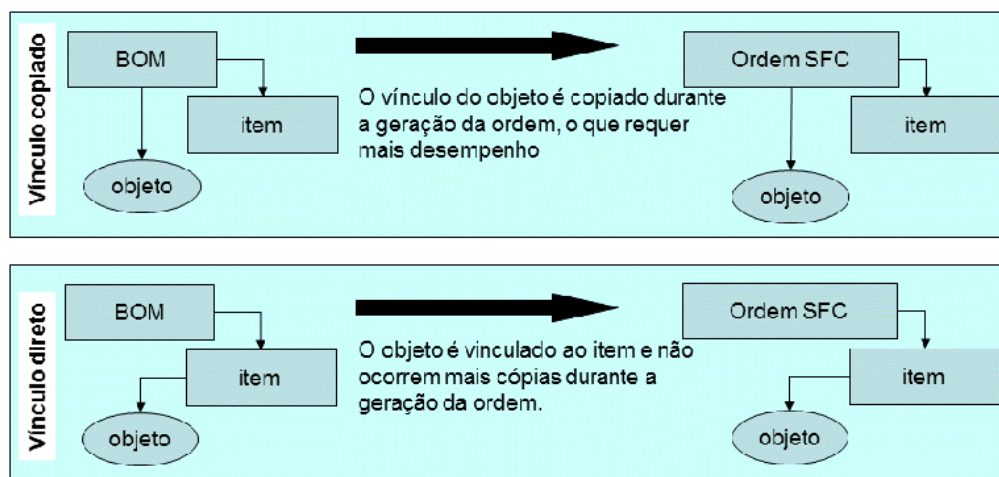 Vínculo copiado
BOM
item
objeto
O vínculo do objeto é copiado durante
a geração da ordem, o que requer
mais desempenho
Ordem SFC
item
objeto
Vínculo direto
BOM
item
objeto
O objeto é vinculado ao item e não
ocorrem mais cópias durante a
geração da ordem.
Ordem SFC
item
objeto